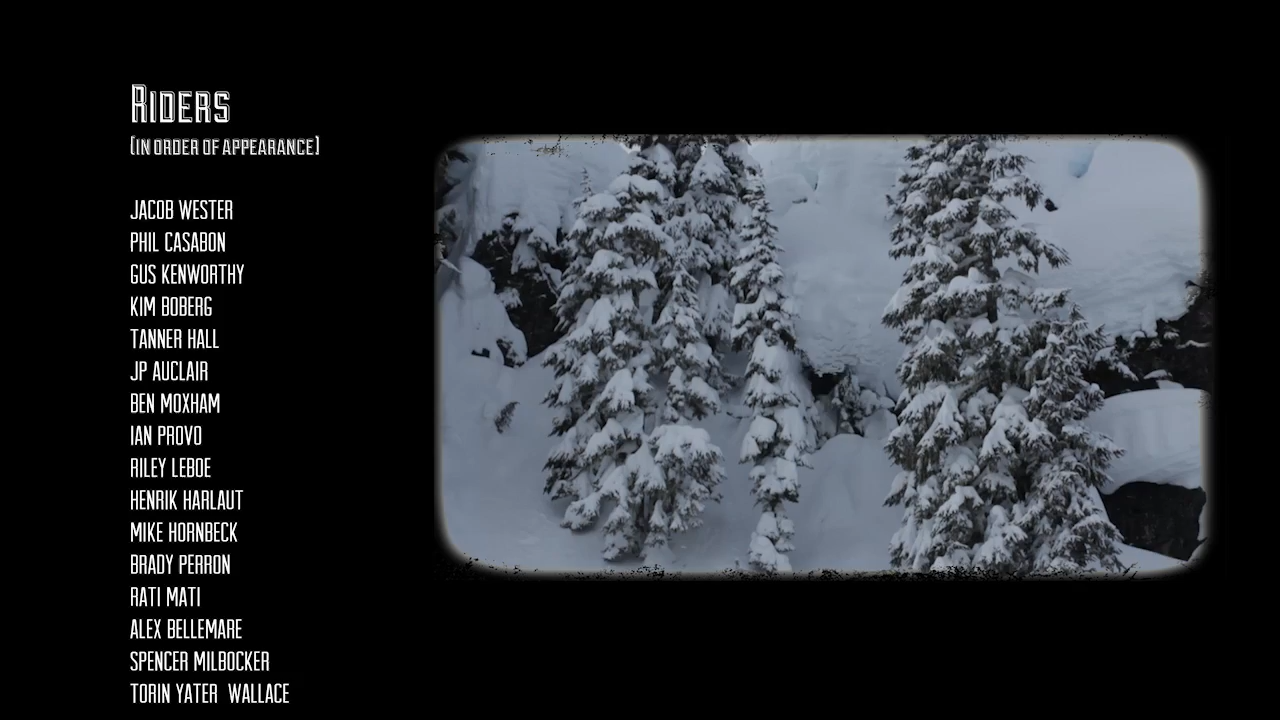 RIDERS
[IN ORDER OF APPEARANCE]
JACOB WESTER
PHIL CASABON
GUS KENWORTHY
KIM BOBERG
TANNER HALL
JP AUCLAIR
BEN MOXHAM
IAN PROVO
RILEY LEBOE
HENRIK HARLAUT
MIKE HORNBECK
BRADY PERRON
RATI MATI
ALEX BELLEMARE
SPENCER MILBOCKER
TORIN YATER WALLACE